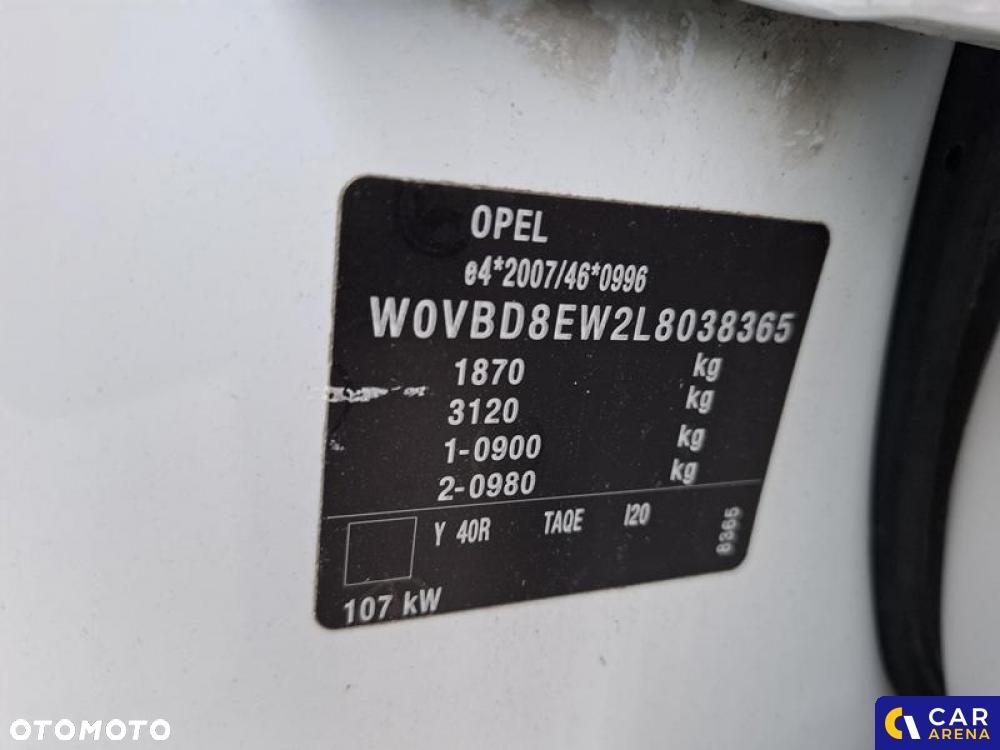 OPEL
e4*2007/46*0996
W0VBD8EW2L8038365
1870 kg
3120 kg
1-0900 kg
2-0980 kg
Y 40R TAQE I20
8365
107 kW
OTOMOTO
CAR
ARENA